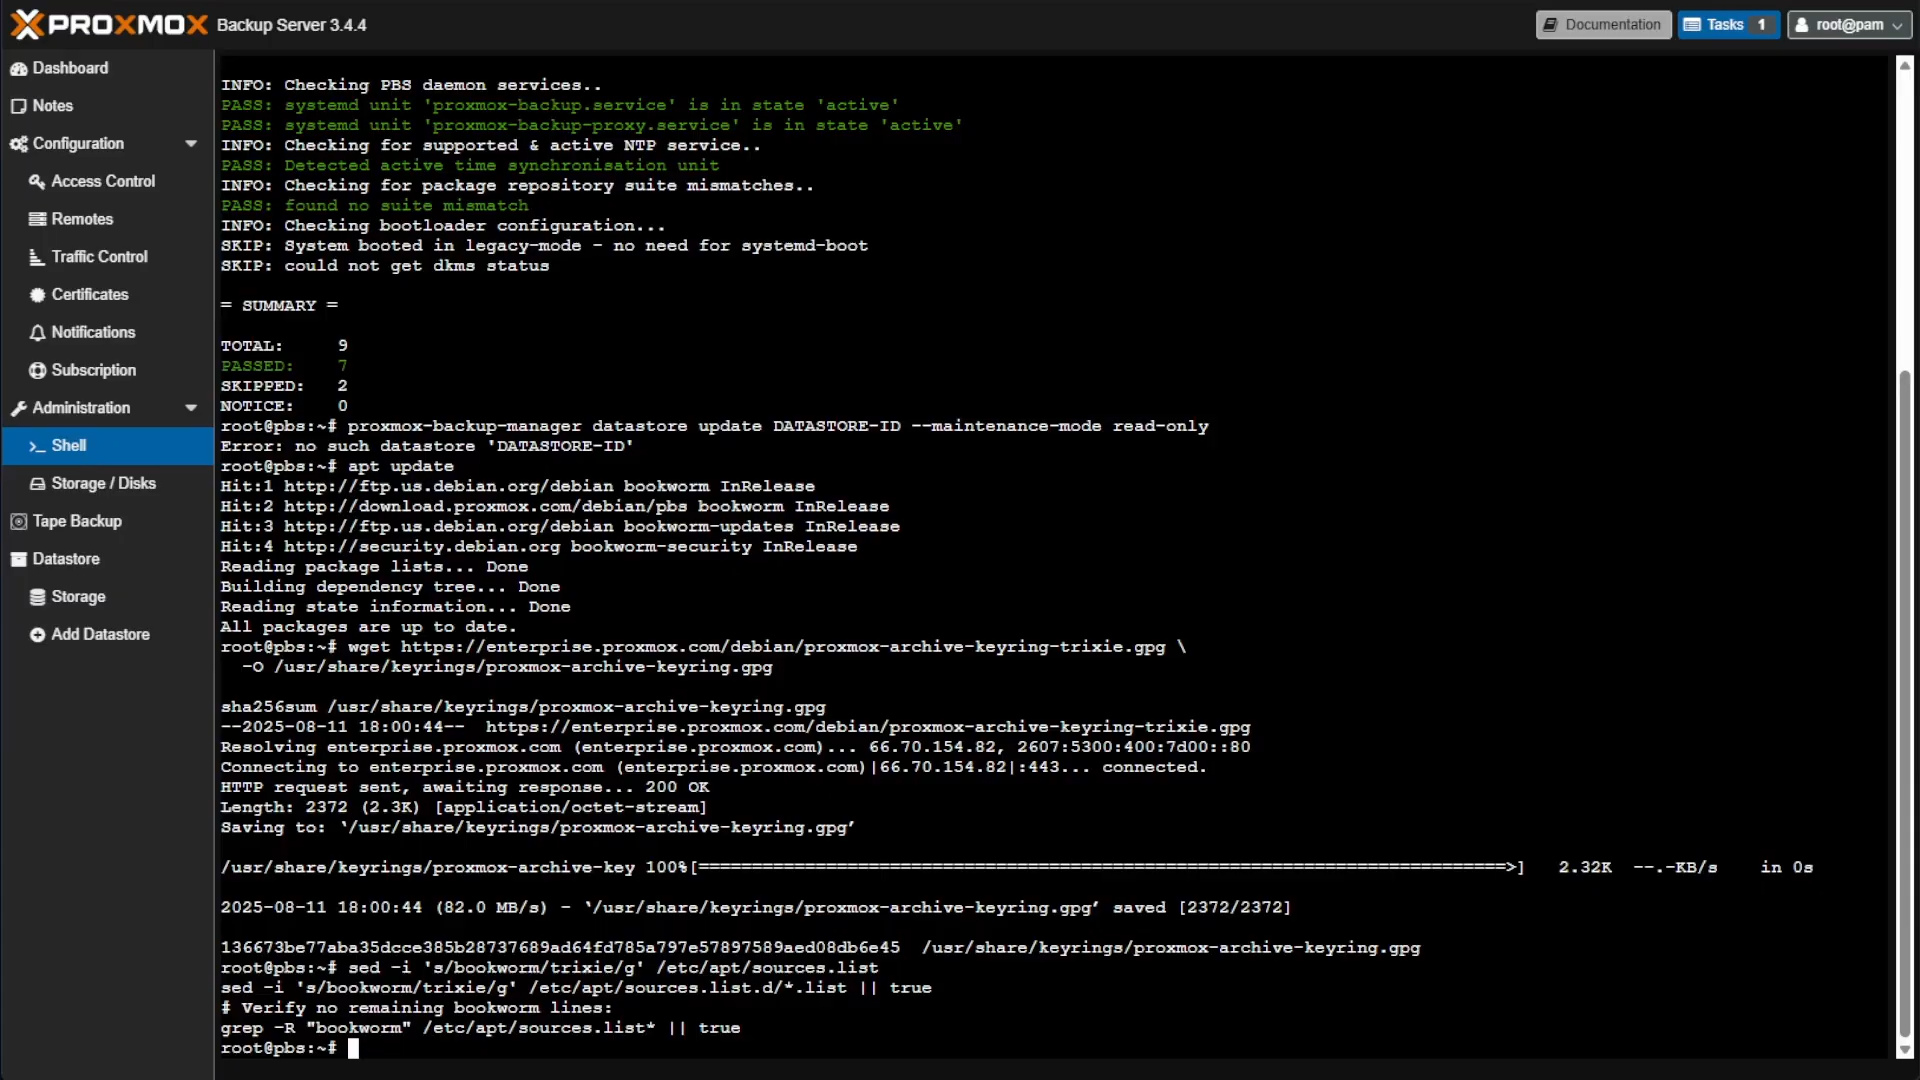 PROXMOX Backup Server 3.4.4
Documentation
Tasks 1
root@pam
Dashboard
Notes
Configuration
Access Control
Remotes
Traffic Control
Certificates
Notifications
Subscription
Administration
Shell
Storage / Disks
Tape Backup
Datastore
Storage
Add Datastore
INFO: Checking PBS daemon services..
PASS: systemd unit 'proxmox-backup.service' is in state 'active'
PASS: systemd unit 'proxmox-backup-proxy.service' is in state 'active'
INFO: Checking for supported & active NTP service..
PASS: Detected active time synchronisation unit
INFO: Checking for package repository suite mismatches..
PASS: found no suite mismatch
INFO: Checking bootloader configuration...
SKIP: System booted in legacy-mode - no need for systemd-boot
SKIP: could not get dkms status
= SUMMARY =
TOTAL: 9
PASSED: 7
SKIPPED: 2
NOTICE: 0
root@pbs:~# proxmox-backup-manager datastore update DATASTORE-ID --maintenance-mode read-only
Error: no such datastore 'DATASTORE-ID'
root@pbs:~# apt update
Hit:1 http://ftp.us.debian.org/debian bookworm InRelease
Hit:2 http://download.proxmox.com/debian/pbs bookworm InRelease
Hit:3 http://ftp.us.debian.org/debian bookworm-updates InRelease
Hit:4 http://security.debian.org bookworm-security InRelease
Reading package lists... Done
Building dependency tree... Done
Reading state information... Done
All packages are up to date.
root@pbs:~# wget https://enterprise.proxmox.com/debian/proxmox-archive-keyring-trixie.gpg \
-O /usr/share/keyrings/proxmox-archive-keyring.gpg
sha256sum /usr/share/keyrings/proxmox-archive-keyring.gpg
--2025-08-11 18:00:44-- https://enterprise.proxmox.com/debian/proxmox-archive-keyring-trixie.gpg
Resolving enterprise.proxmox.com (enterprise.proxmox.com)... 66.70.154.82, 2607:5300:400:7d00::80
Connecting to enterprise.proxmox.com (enterprise.proxmox.com)|66.70.154.82|:443... connected.
HTTP request sent, awaiting response... 200 OK
Length: 2372 (2.3K) [application/octet-stream]
Saving to: ‘/usr/share/keyrings/proxmox-archive-keyring.gpg’
/usr/share/keyrings/proxmox-archive-key 100%[============================================================================>] 2.32K --.-KB/s in 0s
2025-08-11 18:00:44 (82.0 MB/s) - ‘/usr/share/keyrings/proxmox-archive-keyring.gpg’ saved [2372/2372]
136673be77aba35dcce385b28737689ad64fd785a797e57897589aed08db6e45 /usr/share/keyrings/proxmox-archive-keyring.gpg
root@pbs:~# sed -i 's/bookworm/trixie/g' /etc/apt/sources.list
sed -i 's/bookworm/trixie/g' /etc/apt/sources.list.d/*.list || true
# Verify no remaining bookworm lines:
grep -R "bookworm" /etc/apt/sources.list* || true
root@pbs:~#